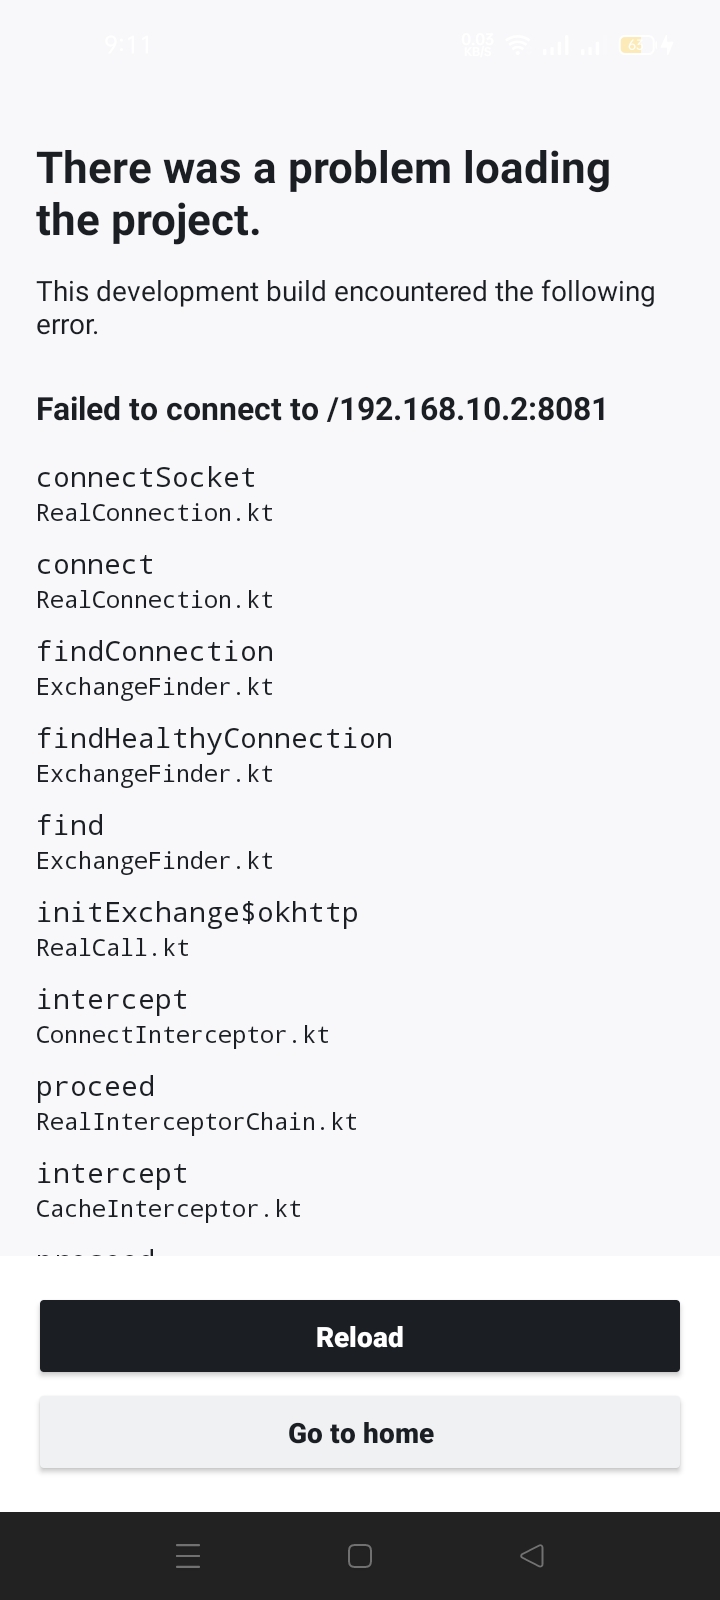 9:11
0.03
KB/S
63
There was a problem loading
the project.
This development build encountered the following
error.
Failed to connect to /192.168.10.2:8081
connectSocket
RealConnection.kt
connect
RealConnection.kt
findConnection
ExchangeFinder.kt
findHealthyConnection
ExchangeFinder.kt
find
ExchangeFinder.kt
initExchange$okhttp
RealCall.kt
intercept
ConnectInterceptor.kt
proceed
RealInterceptorChain.kt
intercept
CacheInterceptor.kt
proceed
Reload
Go to home